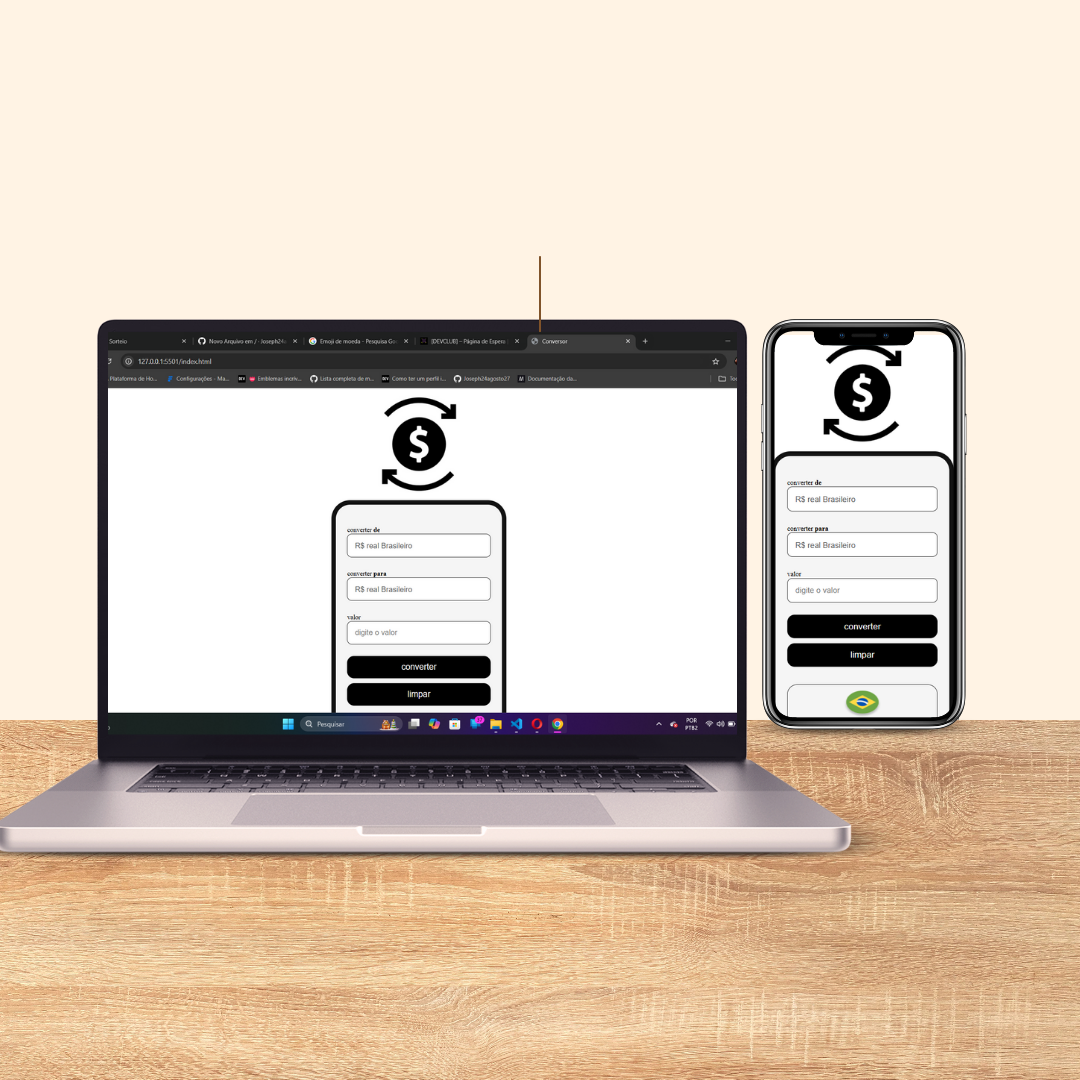 Sorteio
Novo Arquivo em / - Joseph24
Emoji de moeda - Pesquisa Go
[DEVCLUB] – Página de Espera
Conversor
127.0.0.1:5501/index.html
Plataforma de Ho...
Configurações - Ma...
DEV
Emblemas incrív...
Lista completa de m...
DEV
Como ter um perfil i...
Joseph24agosto27
Documentação da...
$
converter de
R$ real Brasileiro
converter para
R$ real Brasileiro
valor
digite o valor
converter
limpar
Pesquisar
POR
PTB2
$
converter de
R$ real Brasileiro
converter para
R$ real Brasileiro
valor
digite o valor
converter
limpar